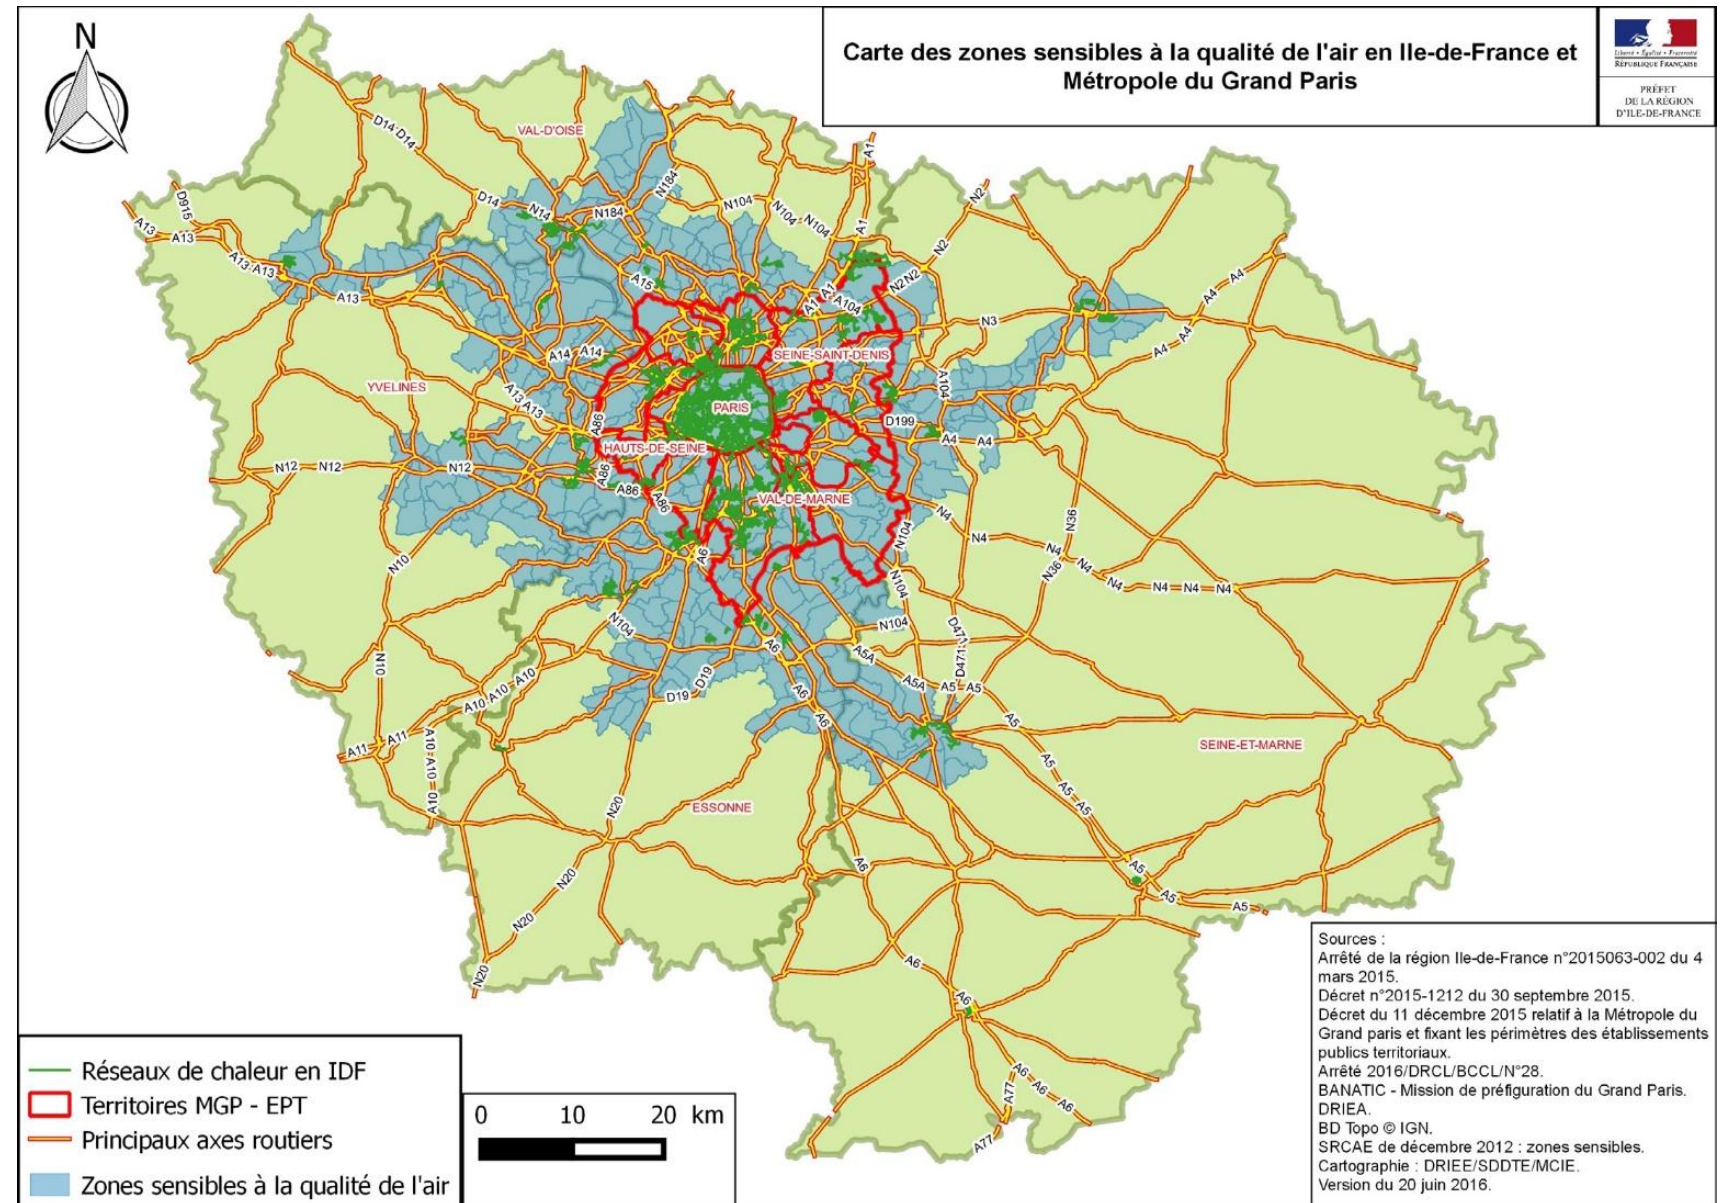 N
Carte des zones sensibles à la qualité de l'air en Ile-de-France et
Métropole du Grand Paris
Liberté • Égalité • Fraternité
RÉPUBLIQUE FRANÇAISE
PRÉFET
DE LA RÉGION
D'ILE-DE-FRANCE
VAL-D'OISE
D14 D14
A1
N184
D915
D14
N14
N184
N104
N104
N104
A1
N2
N2
A13
A13
A13 A13
A13
A15
A1
A1
A104
N2 N2
A4
A4
A4
N3
A4
A4
A14
A14
SEINE-SAINT-DENIS
YVELINES
A13 A13
A104
PARIS
A86
D199
A4
A4
HAUTS-DE-SEINE
N12
N12
N12
A86
A86
A86
VAL-DE-MARNE
N4
N104
N4
N36
N4
N4
N4
N4
N4
N4
N36
N10
A6
N104
N104
N104
D471
D471
A6
A5A
A5A
A5
A5
N10
D19
D19
A10
A10
A10
A6
A6
A11
A11
A10
A10
A10
A5
A5
A5
SEINE-ET-MARNE
ESSONNE
N20
N20
N20
N20
A6
A5
A5
A5
A6
A6
A6
A6
A6
A77
A77
Réseaux de chaleur en IDF
Territoires MGP - EPT
Principaux axes routiers
Zones sensibles à la qualité de l'air
0 10 20 km
Sources :
Arrêté de la région Ile-de-France n°2015063-002 du 4
mars 2015.
Décret n°2015-1212 du 30 septembre 2015.
Décret du 11 décembre 2015 relatif à la Métropole du
Grand paris et fixant les périmètres des établissements
publics territoriaux.
Arrêté 2016/DRCL/BCCL/N°28.
BANATIC - Mission de préfiguration du Grand Paris.
DRIEA.
BD Topo © IGN.
SRCAE de décembre 2012 : zones sensibles.
Cartographie : DRIEE/SDDTE/MCIE.
Version du 20 juin 2016.